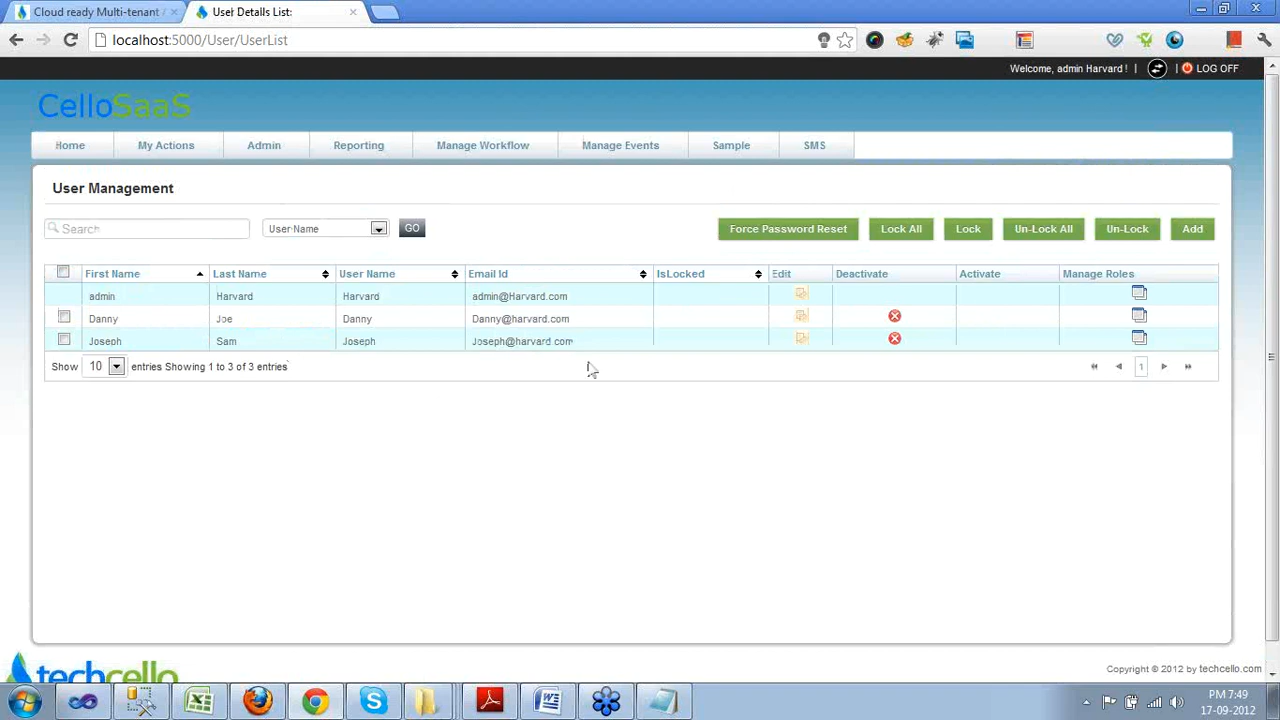 Cloud ready Multi-tenant
User Details List:
localhost:5000/User/UserList
Welcome, admin Harvard ! | | LOG OFF
CelloSaaS
Home My Actions Admin Reporting Manage Workflow Manage Events Sample SMS
User Management
Search User Name GO Force Password Reset Lock All Lock Un-Lock All Un-Lock Add
First Name Last Name User Name Email Id IsLocked Edit Deactivate Activate Manage Roles
admin Harvard Harvard admin@Harvard.com
Danny Joe Danny Danny@harvard.com
Joseph Sam Joseph Joseph@harvard.com
Show 10 entries Showing 1 to 3 of 3 entries` 1
Copyright © 2012 by techcello.com
techcello
PM 7:49
17-09-2012